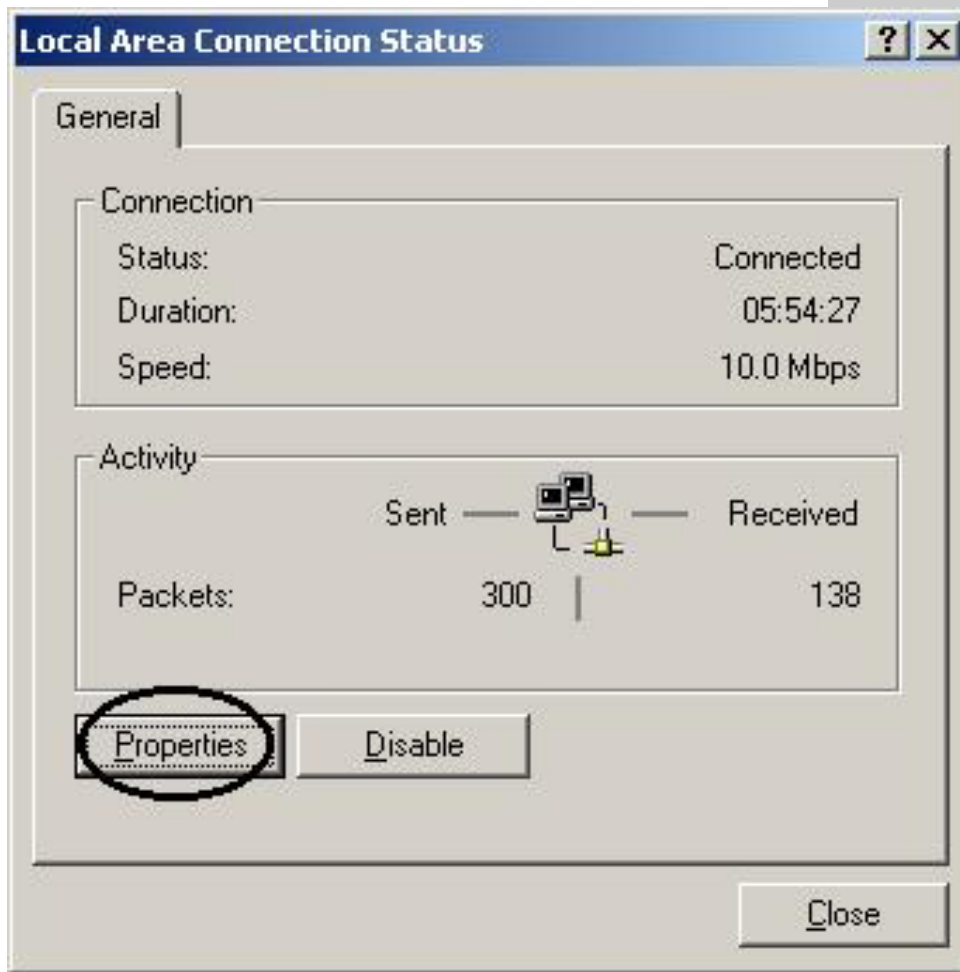 Local Area Connection Status
General
Connection
Status: Connected
Duration: 05:54:27
Speed: 10.0 Mbps
Activity
Sent Received
Packets: 300 138
Properties Disable
Close